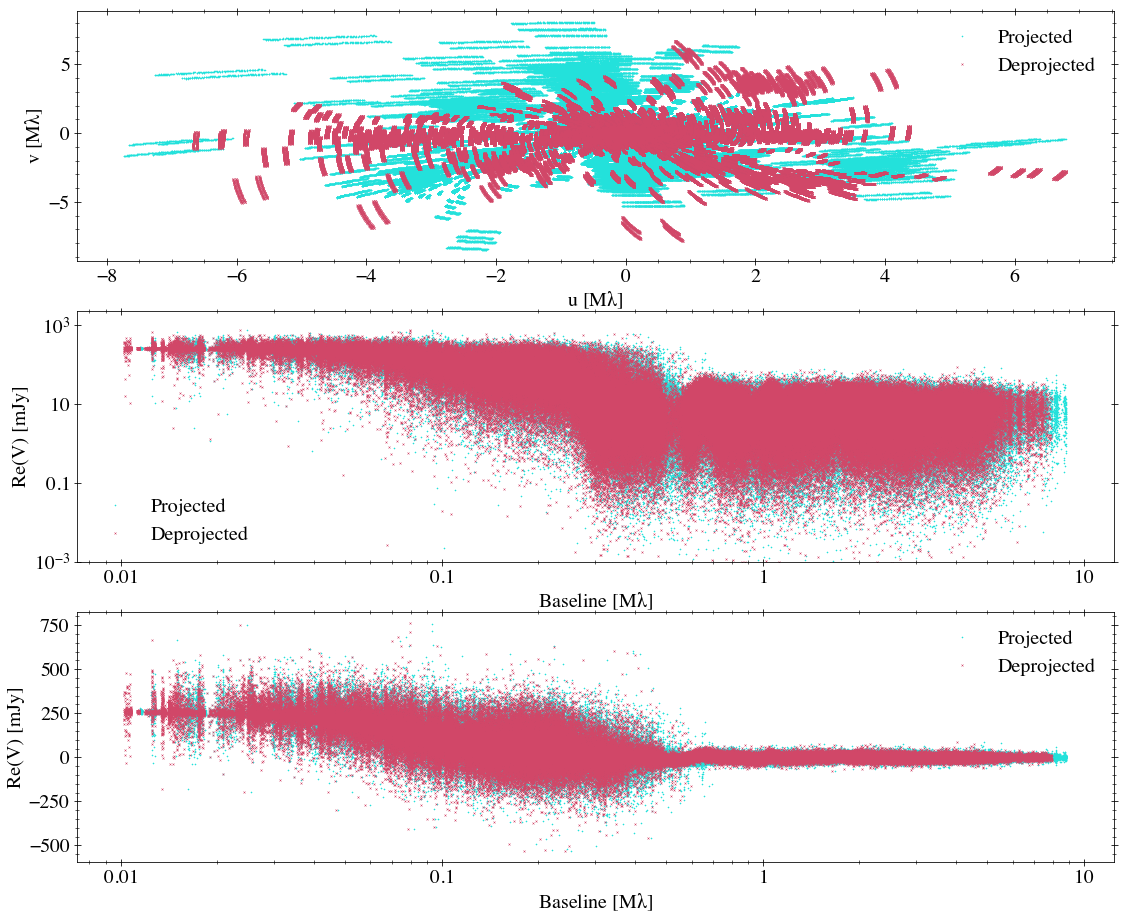 Projected
Deprojected
5
0
−5
v [Mλ]
−8 −6 −4 −2 0 2 4 6
u [Mλ]
10³
10
0.1
10⁻³
Re(V) [mJy]
Projected
Deprojected
0.01 0.1 1 10
Baseline [Mλ]
750
500
250
0
−250
−500
Re(V) [mJy]
Projected
Deprojected
0.01 0.1 1 10
Baseline [Mλ]